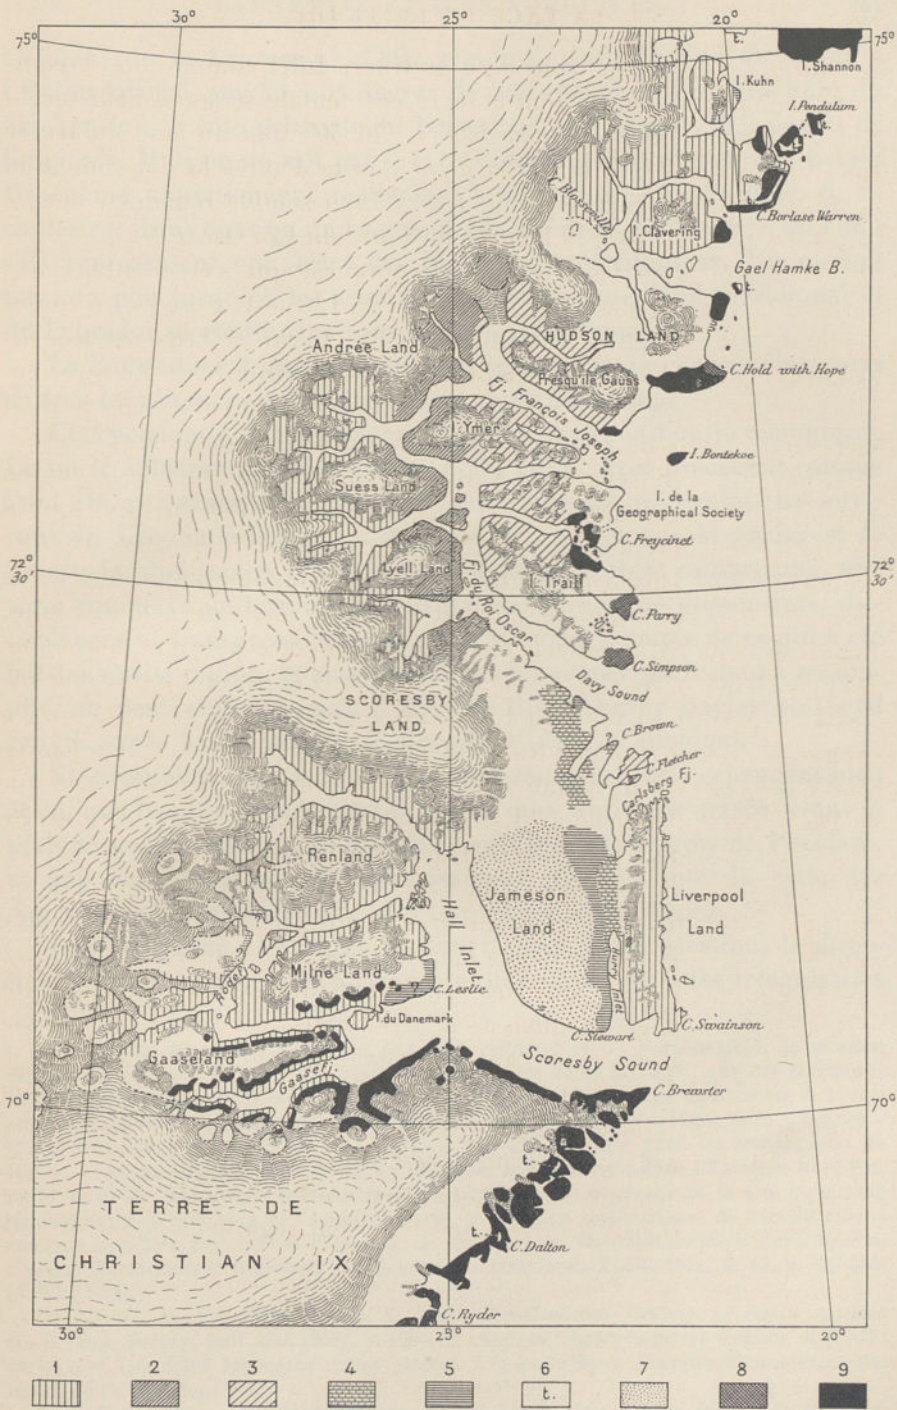 30° 25° 20°
75° 75°
t.
I. Shannon
I. Kuhn
I. Pendulum
t.
t.
C. Borlase Warren
C. Blosseville
I. Clavering
Gael Hamke B.
t.
HUDSON LAND
Andrée Land
C. Hold with Hope
Presqu'île Gauss
Fj. François Joseph
I. Ymer
I. Bontekoe
Suess Land
I. de la
Geographical Society
C. Freycinet
72° 72°
30' 30'
Lyell Land
Fj. du Roi Oscar
I. Traill
C. Parry
C. Simpson
Davy Sound
SCORESBY
LAND
C. Brown
?
C. Fletcher
Carlsberg Fj.
Renland
Jameson
Land
Liverpool
Land
Hall Inlet
Hurry Inlet
Milne Land
?
C. Leslie
I. du Danemark
C. Stewart
C. Swainson
Gaaseland
Gaasefj.
Scoresby Sound
C. Brewster
70° 70°
t.
TERRE DE
CHRISTIAN IX
t.
C. Dalton
C. Ryder
30° 25° 20°
1 2 3 4 5 6 7 8 9
t.